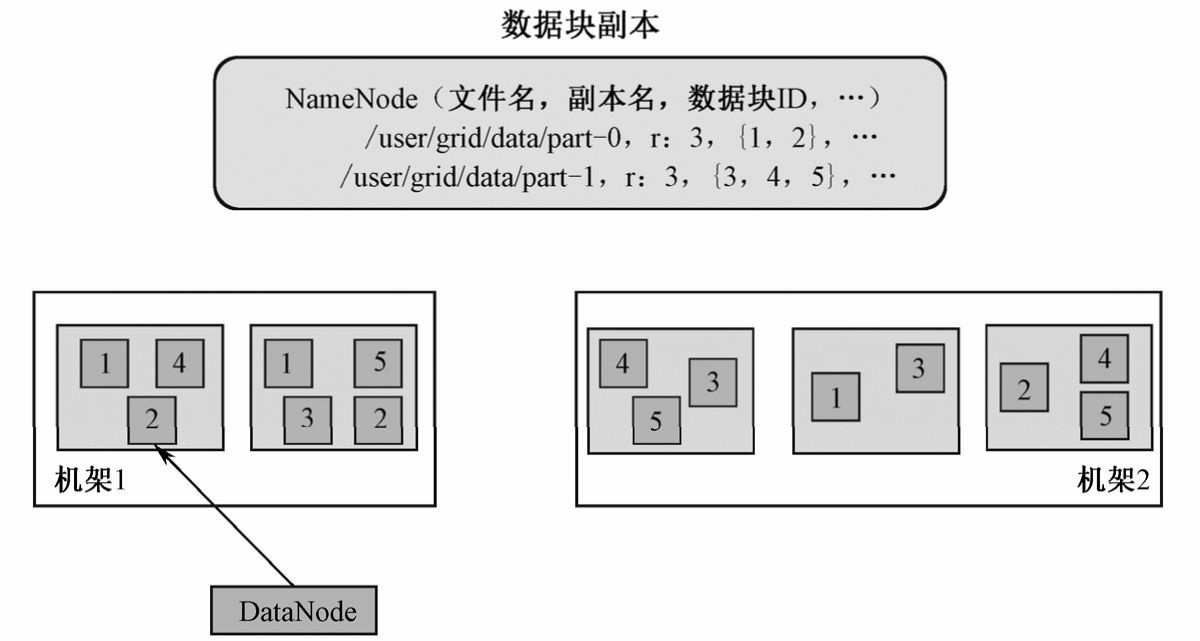 数据块副本
NameNode（文件名，副本名，数据块ID，…）
/user/grid/data/part-0，r：3，{1，2}，…
/user/grid/data/part-1，r：3，{3，4，5}，…
1 4
2
1 5
3 2
机架1
4
3
5
3
1
4
2
5
机架2
DataNode